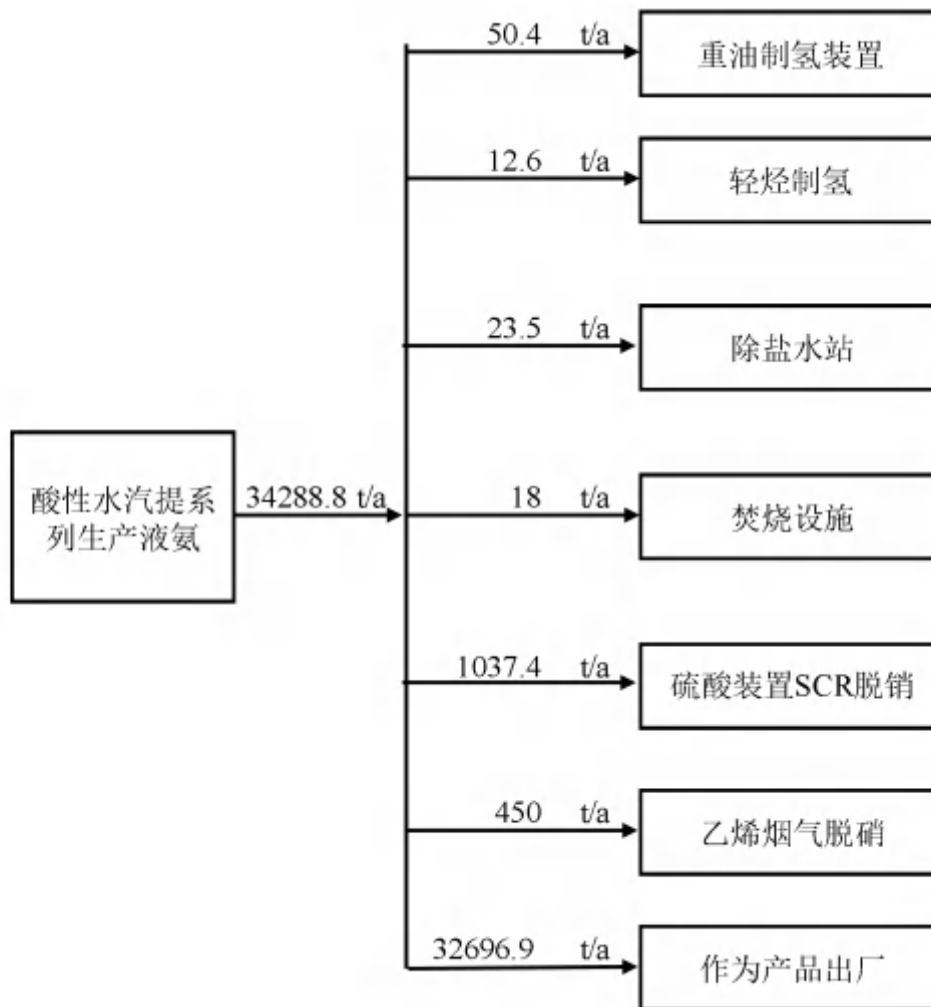 50.4 t/a
重油制氢装置
12.6 t/a
轻烃制氢
23.5 t/a
除盐水站
酸性水汽提系
列生产液氨
34288.8 t/a
18 t/a
焚烧设施
1037.4 t/a
硫酸装置SCR脱销
450 t/a
乙烯烟气脱硝
32696.9 t/a
作为产品出厂